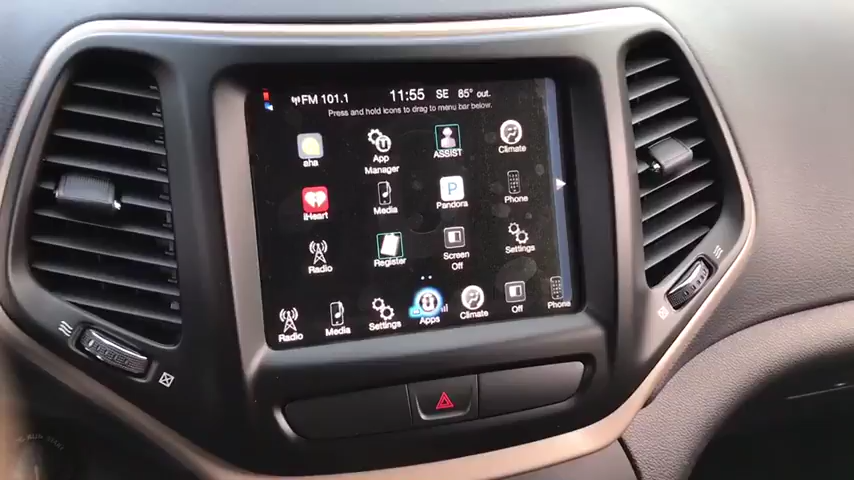 FM 101.1 11:55 SE 85° out.
Press and hold icons to drag to menu bar below.
aha App Manager ASSIST Climate
iHeart Media Pandora Phone
Radio Register Screen Off Settings
Radio Media Settings Apps Climate Off Phone